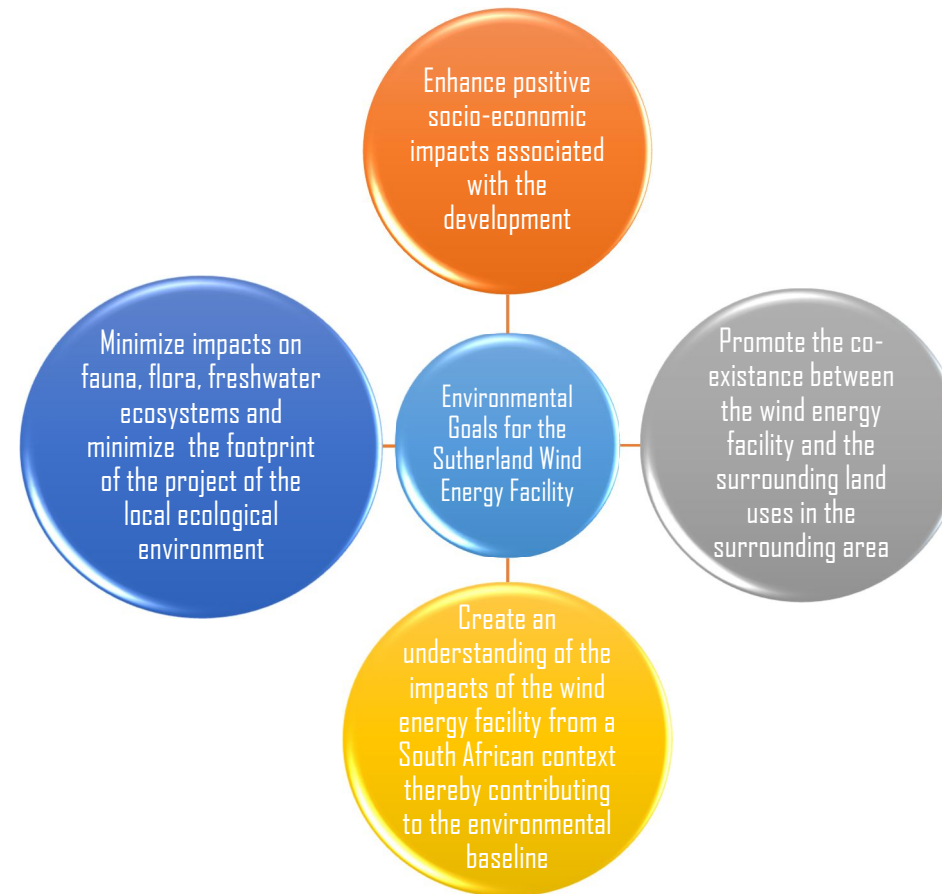 Enhance positive
socio-economic
impacts associated
with the
development
Minimize impacts on
fauna, flora, freshwater
ecosystems and
minimize the footprint
of the project of the
local ecological
environment
Environmental
Goals for the
Sutherland Wind
Energy Facility
Promote the co-
existance between
the wind energy
facility and the
surrounding land
uses in the
surrounding area
Create an
understanding of the
impacts of the wind
energy facility from a
South African context
thereby contributing
to the environmental
baseline